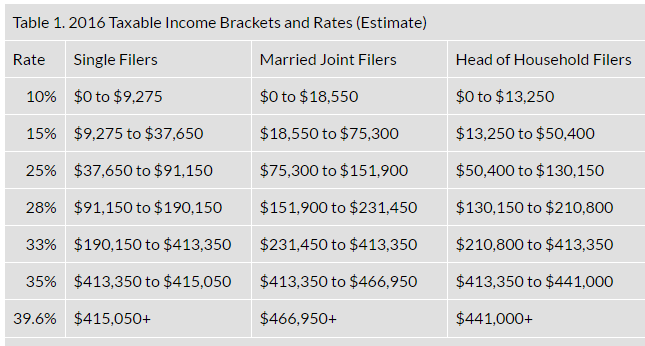 Table 1. 2016 Taxable Income Brackets and Rates (Estimate)
Rate Single Filers Married Joint Filers Head of Household Filers
10% $0 to $9,275 $0 to $18,550 $0 to $13,250
15% $9,275 to $37,650 $18,550 to $75,300 $13,250 to $50,400
25% $37,650 to $91,150 $75,300 to $151,900 $50,400 to $130,150
28% $91,150 to $190,150 $151,900 to $231,450 $130,150 to $210,800
33% $190,150 to $413,350 $231,450 to $413,350 $210,800 to $413,350
35% $413,350 to $415,050 $413,350 to $466,950 $413,350 to $441,000
39.6% $415,050+ $466,950+ $441,000+